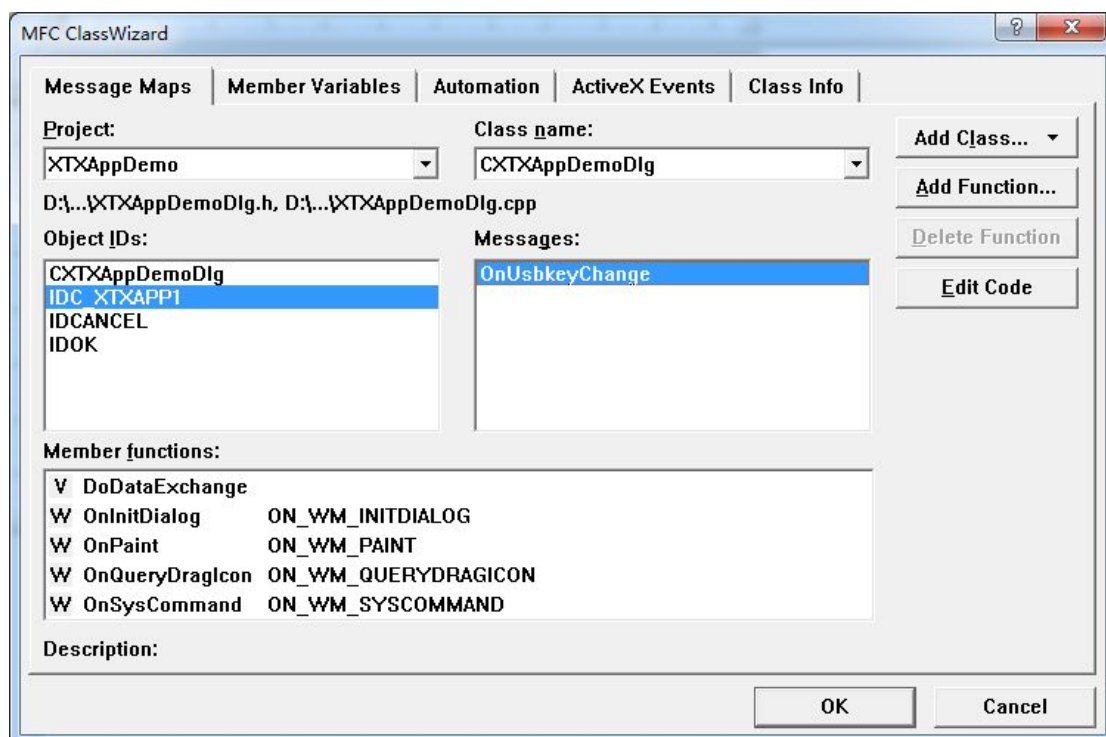 MFC ClassWizard
Message Maps Member Variables Automation ActiveX Events Class Info
Project: Class name:
XTXAppDemo CXTXAppDemoDlg
Add Class...
D:\...\XTXAppDemoDlg.h, D:\...\XTXAppDemoDlg.cpp
Add Function...
Object IDs: Messages:
Delete Function
CXTXAppDemoDlg OnUsbkeyChange
IDC_XTXAPP1
Edit Code
IDCANCEL
IDOK
Member functions:
V DoDataExchange
W OnInitDialog ON_WM_INITDIALOG
W OnPaint ON_WM_PAINT
W OnQueryDragIcon ON_WM_QUERYDRAGICON
W OnSysCommand ON_WM_SYSCOMMAND
Description:
OK Cancel